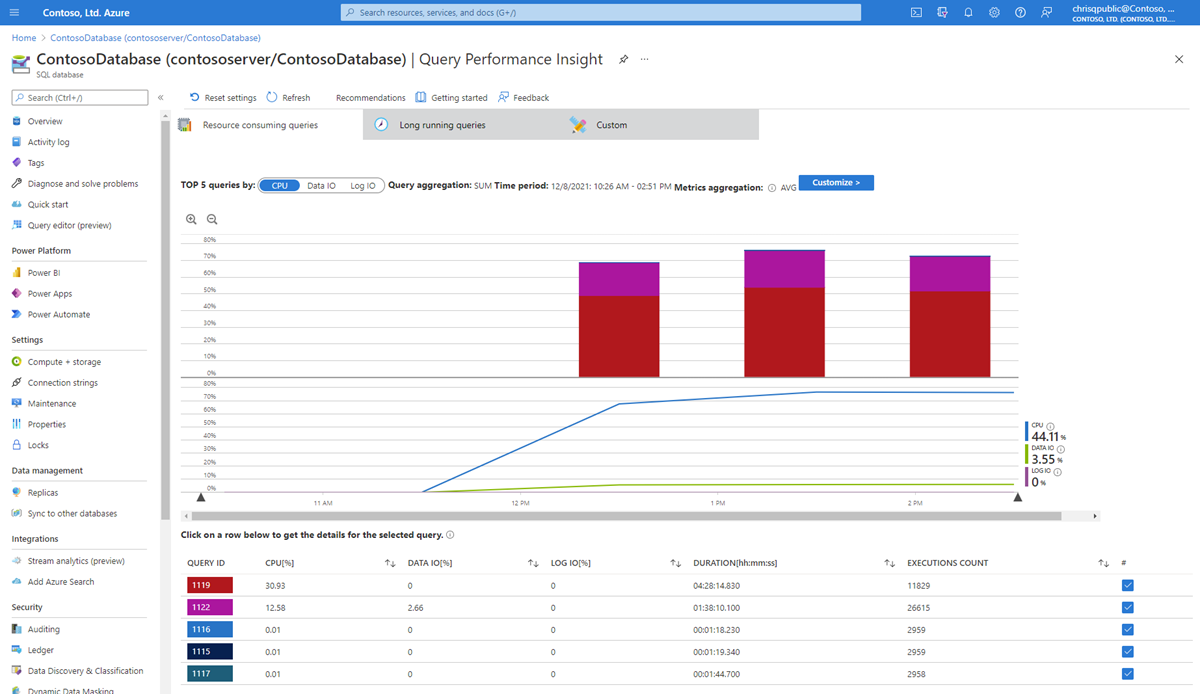 Contoso, Ltd. Azure
Search resources, services, and docs (G+/)
chrisqpublic@Contoso, ...
CONTOSO, LTD. (CONTOSO, LTD....
Home > ContosoDatabase (contososerver/ContosoDatabase)
ContosoDatabase (contososerver/ContosoDatabase) | Query Performance Insight
SQL database
Search (Ctrl+/)
Overview
Activity log
Tags
Diagnose and solve problems
Quick start
Query editor (preview)
Power Platform
Power BI
Power Apps
Power Automate
Settings
Compute + storage
Connection strings
Maintenance
Properties
Locks
Data management
Replicas
Sync to other databases
Integrations
Stream analytics (preview)
Add Azure Search
Security
Auditing
Ledger
Data Discovery & Classification
Dynamic Data Masking
Reset settings Refresh Recommendations Getting started Feedback
Resource consuming queries Long running queries Custom
TOP 5 queries by: CPU Data IO Log IO Query aggregation: SUM Time period: 12/8/2021: 10:26 AM - 02:51 PM Metrics aggregation: AVG Customize >
80%
70%
60%
50%
40%
30%
20%
10%
0%
80%
70%
60%
50%
40%
30%
20%
10%
0%
11 AM 12 PM 1 PM 2 PM
CPU
44.11 %
DATA IO
3.55 %
LOG IO
0 %
Click on a row below to get the details for the selected query.
QUERY ID CPU[%] DATA IO[%] LOG IO[%] DURATION[hh:mm:ss] EXECUTIONS COUNT #
1119 30.93 0 0 04:28:14.830 11829
1122 12.58 2.66 0 01:38:10.100 26615
1116 0.01 0 0 00:01:18.230 2959
1115 0.01 0 0 00:01:19.340 2959
1117 0.01 0 0 00:01:44.700 2958